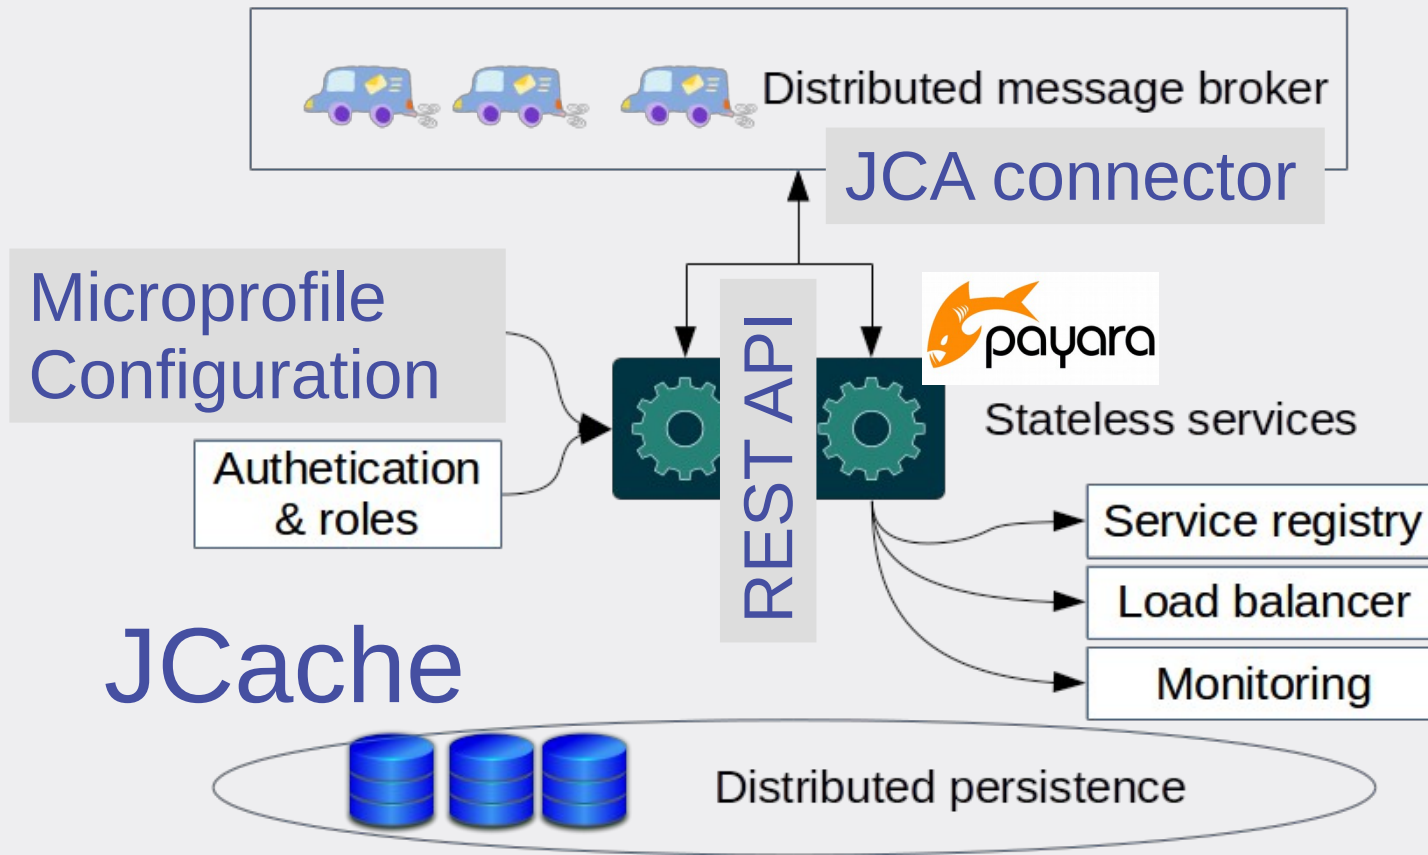 Distributed message broker
JCA connector
Microprofile
Configuration
payara
REST API
Stateless services
Authetication
& roles
Service registry
Load balancer
Monitoring
JCache
Distributed persistence